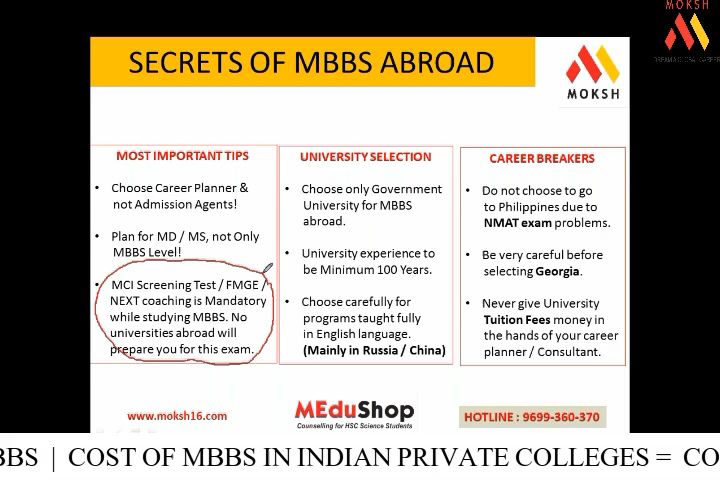 MOKSH
DREAM A GLOBAL CAREER
SECRETS OF MBBS ABROAD
MOKSH
MOST IMPORTANT TIPS
• Choose Career Planner &
not Admission Agents!
• Plan for MD / MS, not Only
MBBS Level!
• MCI Screening Test / FMGE /
NEXT coaching is Mandatory
while studying MBBS. No
universities abroad will
prepare you for this exam.
UNIVERSITY SELECTION
• Choose only Government
University for MBBS
abroad.
• University experience to
be Minimum 100 Years.
• Choose carefully for
programs taught fully
in English language.
(Mainly in Russia / China)
CAREER BREAKERS
• Do not choose to go
to Philippines due to
NMAT exam problems.
• Be very careful before
selecting Georgia.
• Never give University
Tuition Fees money in
the hands of your career
planner / Consultant.
www.moksh16.com
MEduShop
Counselling for HSC Science Students
HOTLINE : 9699-360-370
BBS | COST OF MBBS IN INDIAN PRIVATE COLLEGES = CO